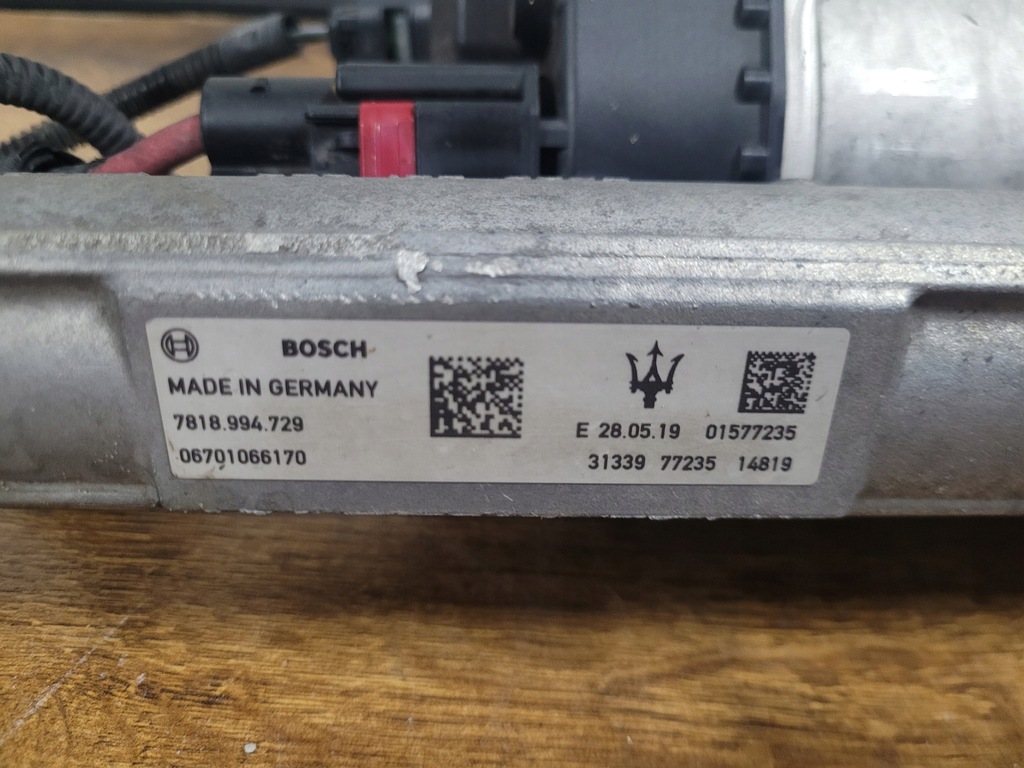 BOSCH
MADE IN GERMANY
7818.994.729
06701066170
E 28.05.19 01577235
31339 77235 14819